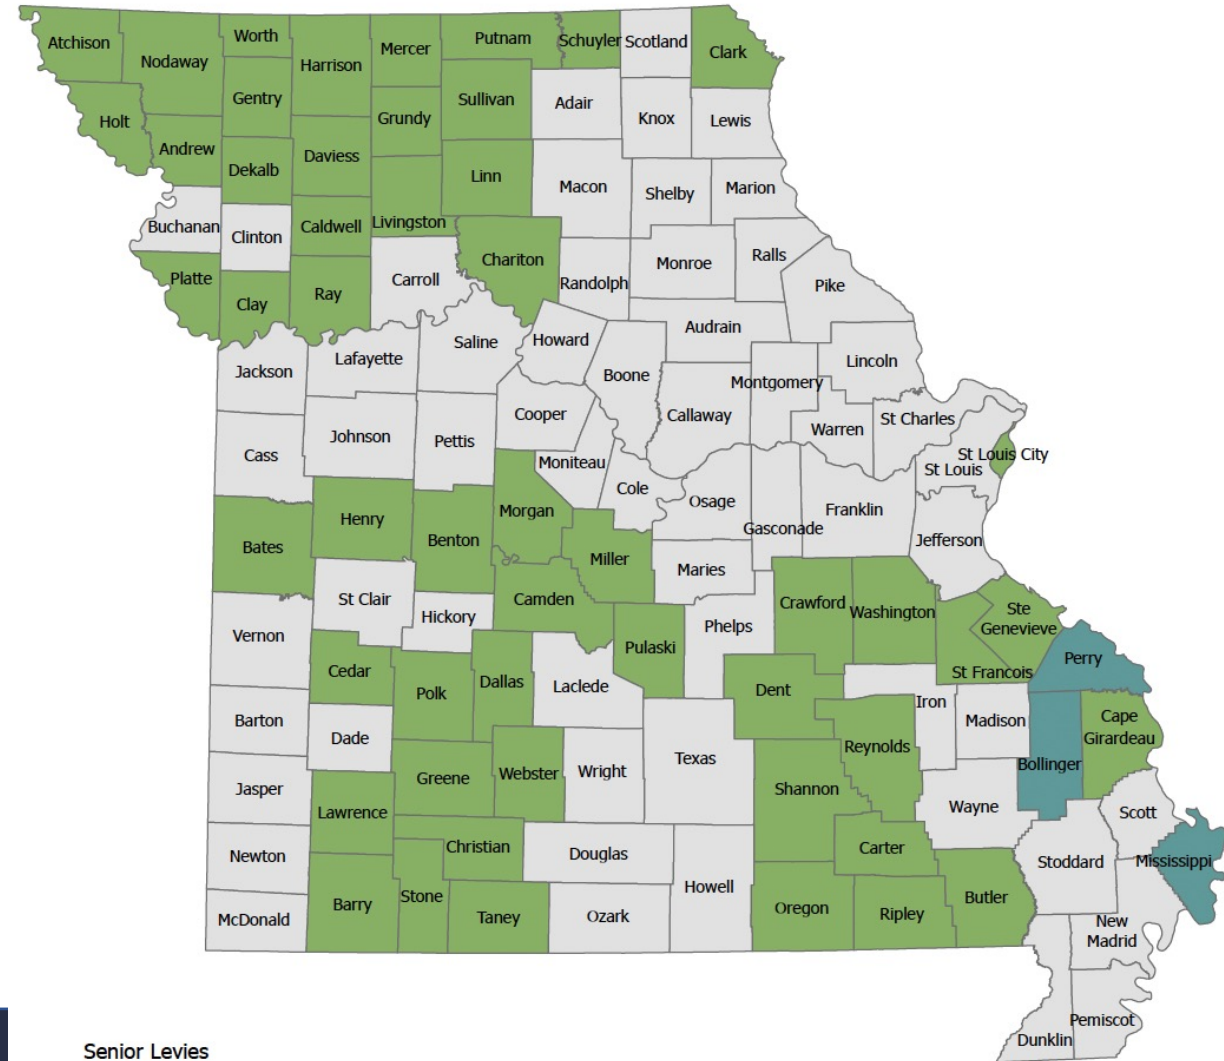 Atchison
Nodaway
Worth
Harrison
Mercer
Putnam
Schuyler
Scotland
Clark
Holt
Andrew
Gentry
Dekalb
Daviess
Grundy
Sullivan
Adair
Knox
Lewis
Linn
Macon
Shelby
Marion
Buchanan
Clinton
Caldwell
Livingston
Chariton
Randolph
Monroe
Ralls
Pike
Platte
Clay
Ray
Carroll
Saline
Howard
Audrain
Lincoln
Jackson
Lafayette
Boone
Callaway
Montgomery
Warren
St Charles
St Louis City
St Louis
Cass
Johnson
Pettis
Cooper
Moniteau
Cole
Osage
Gasconade
Franklin
Jefferson
Bates
Henry
Benton
Morgan
Miller
Maries
St Clair
Hickory
Camden
Crawford
Washington
Ste
Genevieve
Vernon
Cedar
Polk
Dallas
Laclede
Pulaski
Phelps
Dent
St Francois
Perry
Barton
Dade
Iron
Madison
Cape
Girardeau
Reynolds
Bollinger
Jasper
Greene
Webster
Wright
Texas
Shannon
Wayne
Scott
Lawrence
Newton
Christian
Douglas
Howell
Carter
Stoddard
Mississippi
McDonald
Barry
Stone
Taney
Ozark
Oregon
Ripley
Butler
New
Madrid
Dunklin
Pemiscot
Senior Levies